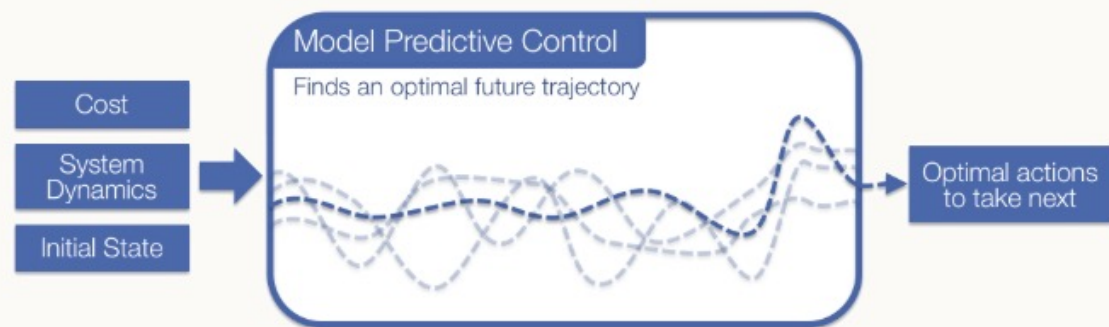 Model Predictive Control
Finds an optimal future trajectory
Cost
System
Dynamics
Initial State
Optimal actions
to take next